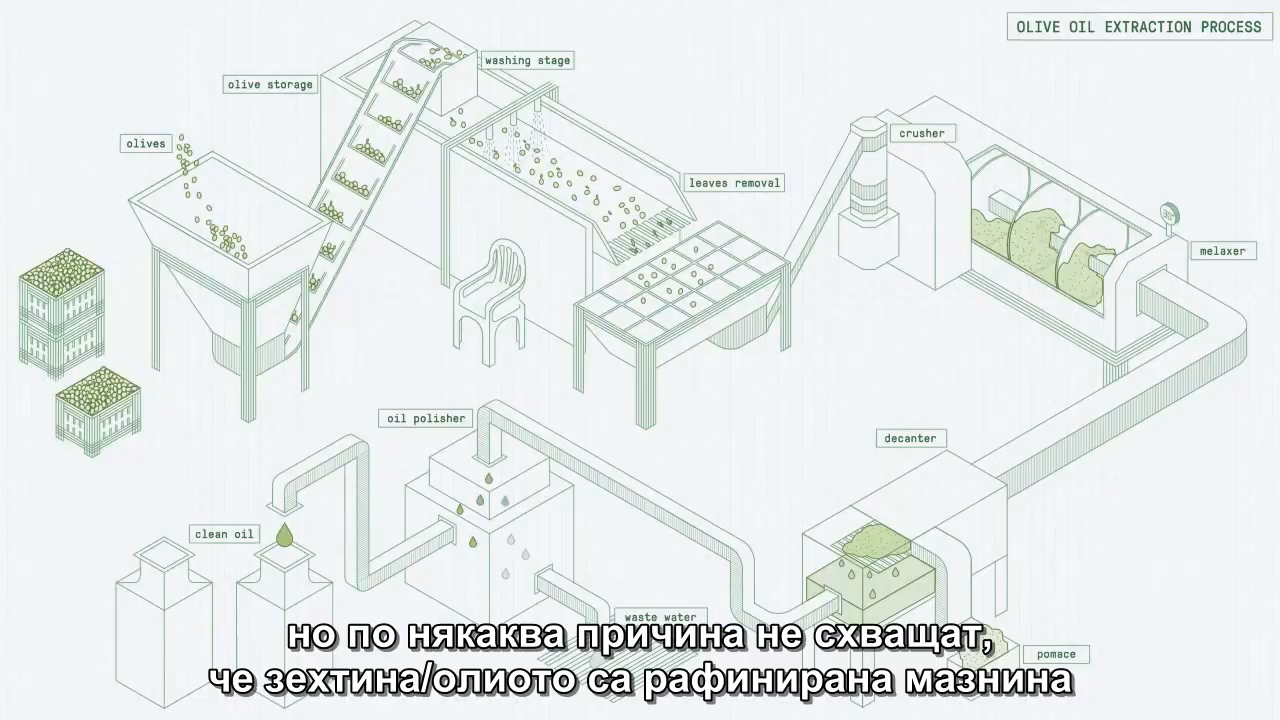 OLIVE OIL EXTRACTION PROCESS
washing stage
olive storage
olives
crusher
leaves removal
30°
melaxer
oil polisher
decanter
clean oil
waste water
pomace
но по някаква причина не схващат,
че зехтина/олиото са рафинирана мазнина